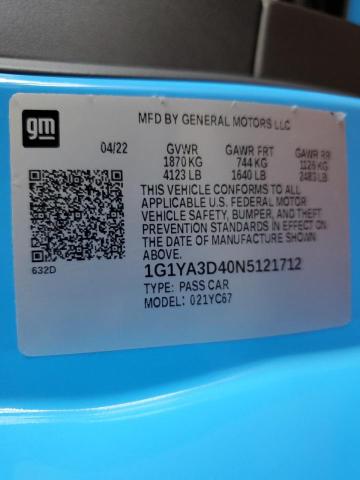 gm
MFD BY GENERAL MOTORS LLC
04/22 GVWR GAWR FRT GAWR RR
1870 KG 744 KG 1126 KG
4123 LB 1640 LB 2483 LB
THIS VEHICLE CONFORMS TO ALL
APPLICABLE U.S. FEDERAL MOTOR
VEHICLE SAFETY, BUMPER, AND THEFT
PREVENTION STANDARDS IN EFFECT ON
THE DATE OF MANUFACTURE SHOWN
ABOVE.
632D
1G1YA3D40N5121712
TYPE: PASS CAR
MODEL: 021YC67